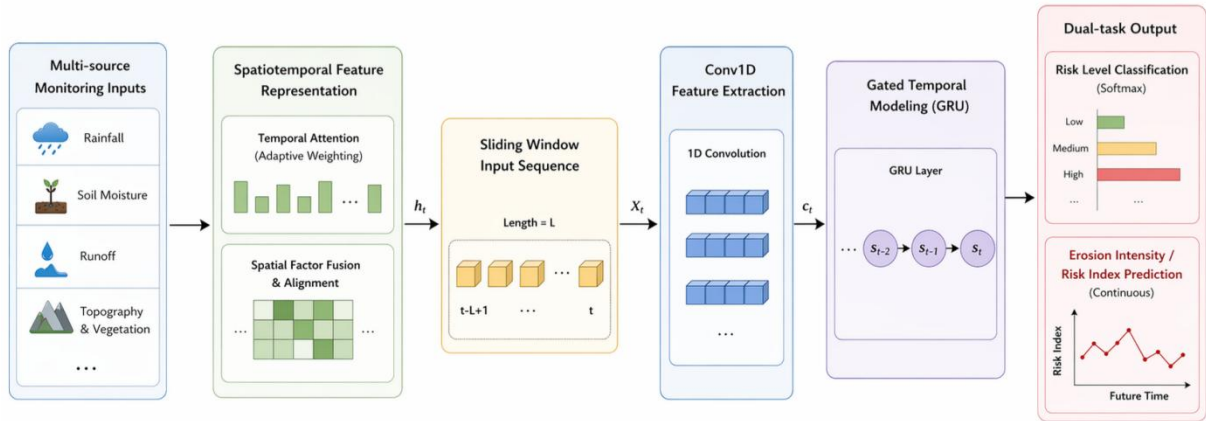 Multi-source
Monitoring Inputs
Rainfall
Soil Moisture
Runoff
Topography
& Vegetation
...
Spatiotemporal Feature
Representation
Temporal Attention
(Adaptive Weighting)
...
Spatial Factor Fusion
& Alignment
... ...
h_t
Sliding Window
Input Sequence
Length = L
...
t-L+1 ... t
X_t
Conv1D
Feature Extraction
1D Convolution
...
c_t
Gated Temporal
Modeling (GRU)
GRU Layer
... s_{t-2} s_{t-1} s_t
Dual-task Output
Risk Level Classification
(Softmax)
Low
Medium
High
... ...
Erosion Intensity /
Risk Index Prediction
(Continuous)
Risk Index
Future Time